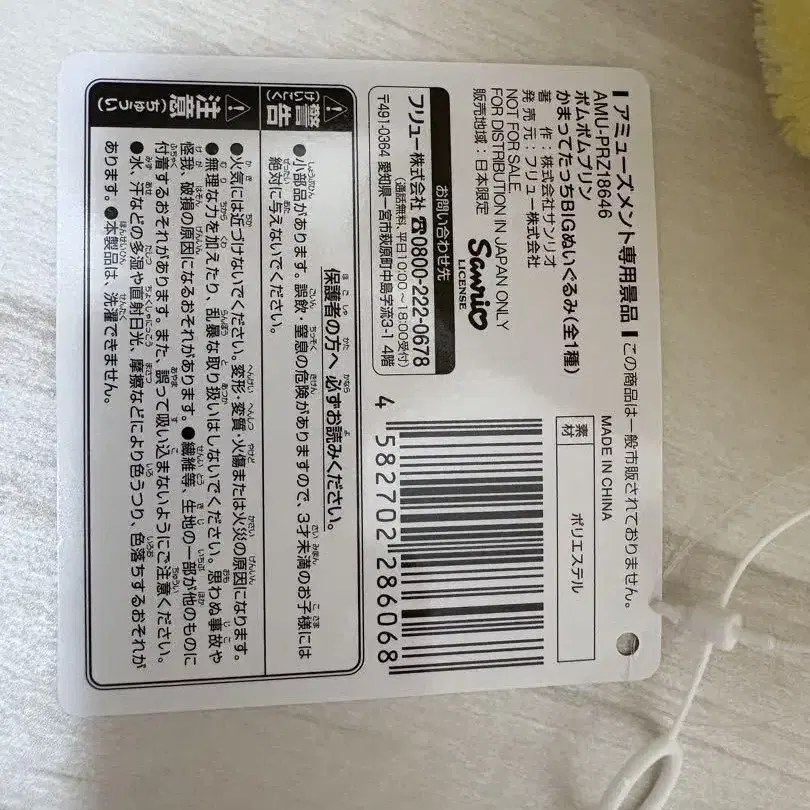 アミューズメント専用景品 この商品は一般市販されておりません。
AMU-PRZ18646
MADE IN CHINA
ポムポムプリン
かまってたっちBIGぬいぐるみ(全1種)
著作:株式会社サンリオ
発売元:フリュー株式会社
NOT FOR SALE.
FOR DISTRIBUTION IN JAPAN ONLY
販売地域:日本限定
Sanrio
LICENSE
素材 ポリエステル
お問い合わせ先
フリュー株式会社 ☎0800-222-0678
(通話無料、平日10:00~18:00受付)
〒491-0364 愛知県一宮市萩原町中島字流3-1 4階
4 582702 286068
保護者の方へ 必ずお読みください。
警告(けいこく)
●小部品があります。誤飲・窒息の危険がありますので、3才未満のお子様には
絶対に与えないでください。
注意(ちゅうい)
●火気には近づけないでください。変形・変質・火傷または火災の原因になります。
●無理な力を加えたり、乱暴な取り扱いはしないでください。思わぬ事故や
怪我、破損の原因になるおそれがあります。●繊維等、生地の一部が他のものに
付着するおそれがあります。また、誤って吸い込まないようにご注意ください。
●水、汗などの多湿や直射日光、摩擦などにより色うつり、色落ちするおそれが
あります。●本製品は、洗濯できません。